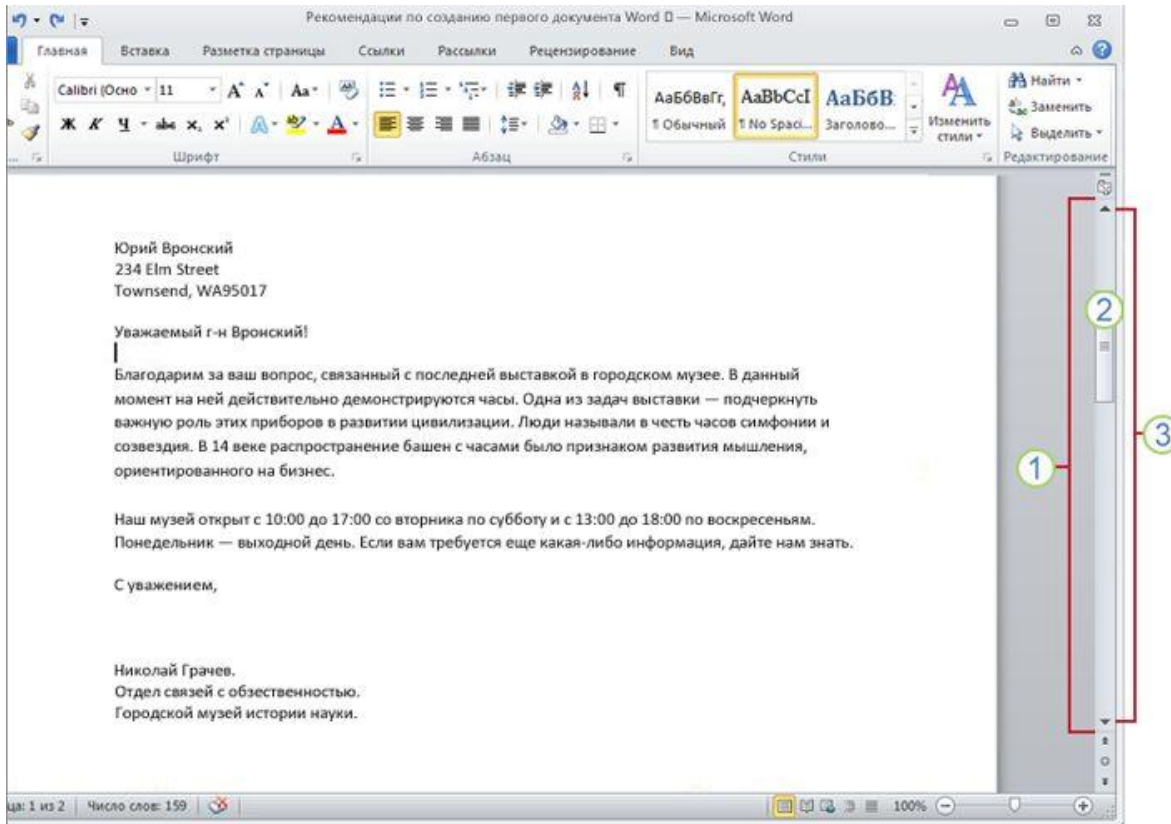 Рекомендации по созданию первого документа Word — Microsoft Word
Главная Вставка Разметка страницы Ссылки Рассылки Рецензирование Вид
Calibri (Осно 11 Аа
Ж К Ч abc x, x² А
АаБбВвГг, AaBbCcI АаБбВ
¶ Обычный ¶ No Spaci... Заголово...
Изменить стили
Найти
Заменить
Выделить
Шрифт Абзац Стили Редактирование
Юрий Вронский
234 Elm Street
Townsend, WA95017
Уважаемый г-н Вронский!
Благодарим за ваш вопрос, связанный с последней выставкой в городском музее. В данный
момент на ней действительно демонстрируются часы. Одна из задач выставки — подчеркнуть
важную роль этих приборов в развитии цивилизации. Люди называли в честь часов симфонии и
созвездия. В 14 веке распространение башен с часами было признаком развития мышления,
ориентированного на бизнес.
Наш музей открыт с 10:00 до 17:00 со вторника по субботу и с 13:00 до 18:00 по воскресеньям.
Понедельник — выходной день. Если вам требуется еще какая-либо информация, дайте нам знать.
С уважением,
Николай Грачев.
Отдел связей с обзественностью.
Городской музей истории науки.
2
1
3
ца: 1 из 2 Число слов: 159 100%